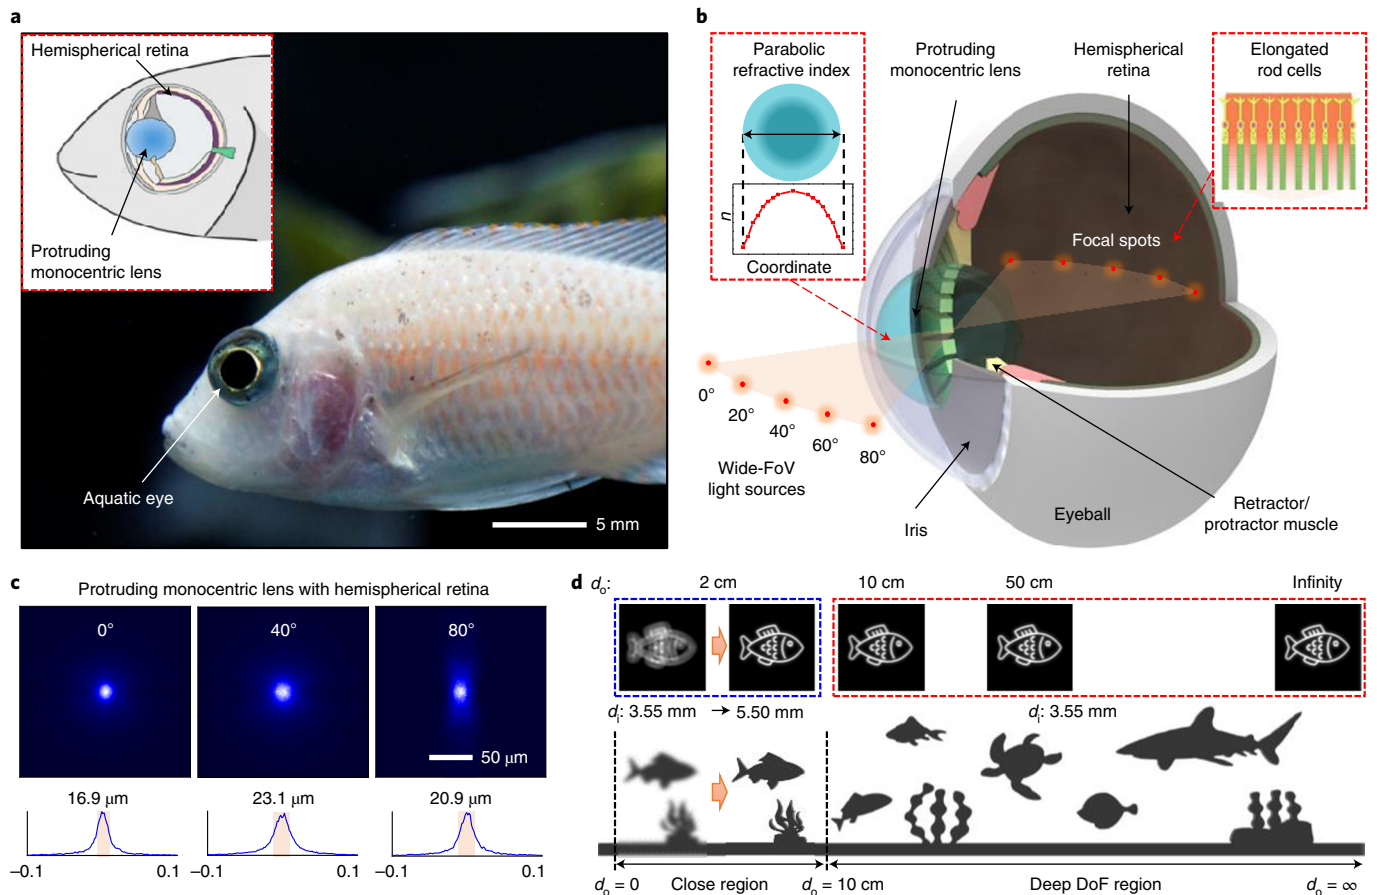 a
Hemispherical retina
Protruding
monocentric lens
Aquatic eye
5 mm
b
Parabolic
refractive index
n
Coordinate
Protruding
monocentric lens
Hemispherical
retina
Elongated
rod cells
Focal spots
0°
20°
40°
60°
80°
Wide-FoV
light sources
Iris
Eyeball
Retractor/
protractor muscle
c
Protruding monocentric lens with hemispherical retina
0°
40°
80°
50 μm
16.9 μm
23.1 μm
20.9 μm
–0.1 0.1 –0.1 0.1 –0.1 0.1
d
do: 2 cm 10 cm 50 cm Infinity
di: 3.55 mm → 5.50 mm di: 3.55 mm
do = 0 Close region do = 10 cm Deep DoF region do = ∞